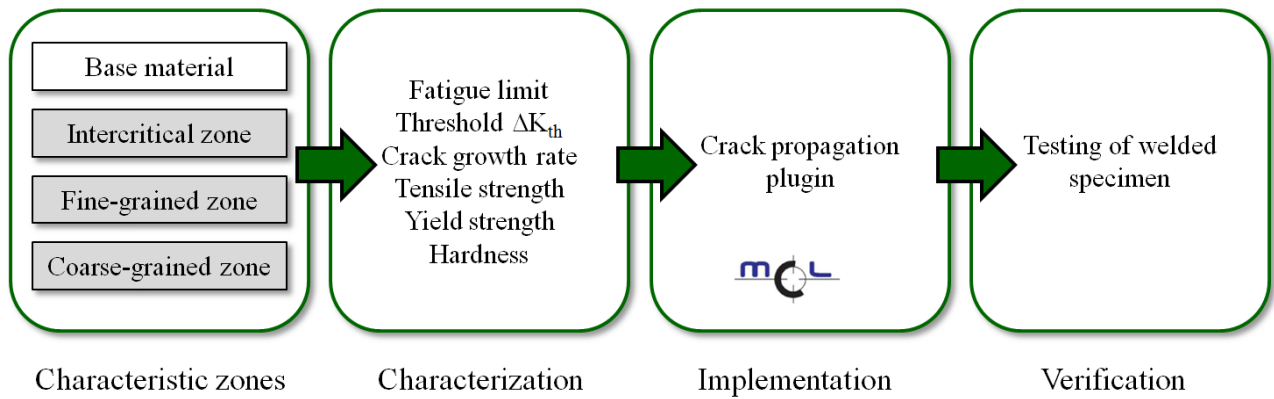 Base material
Intercritical zone
Fine-grained zone
Coarse-grained zone
Fatigue limit
Threshold ΔKth
Crack growth rate
Tensile strength
Yield strength
Hardness
Crack propagation
plugin
mCL
Testing of welded
specimen
Characteristic zones
Characterization
Implementation
Verification